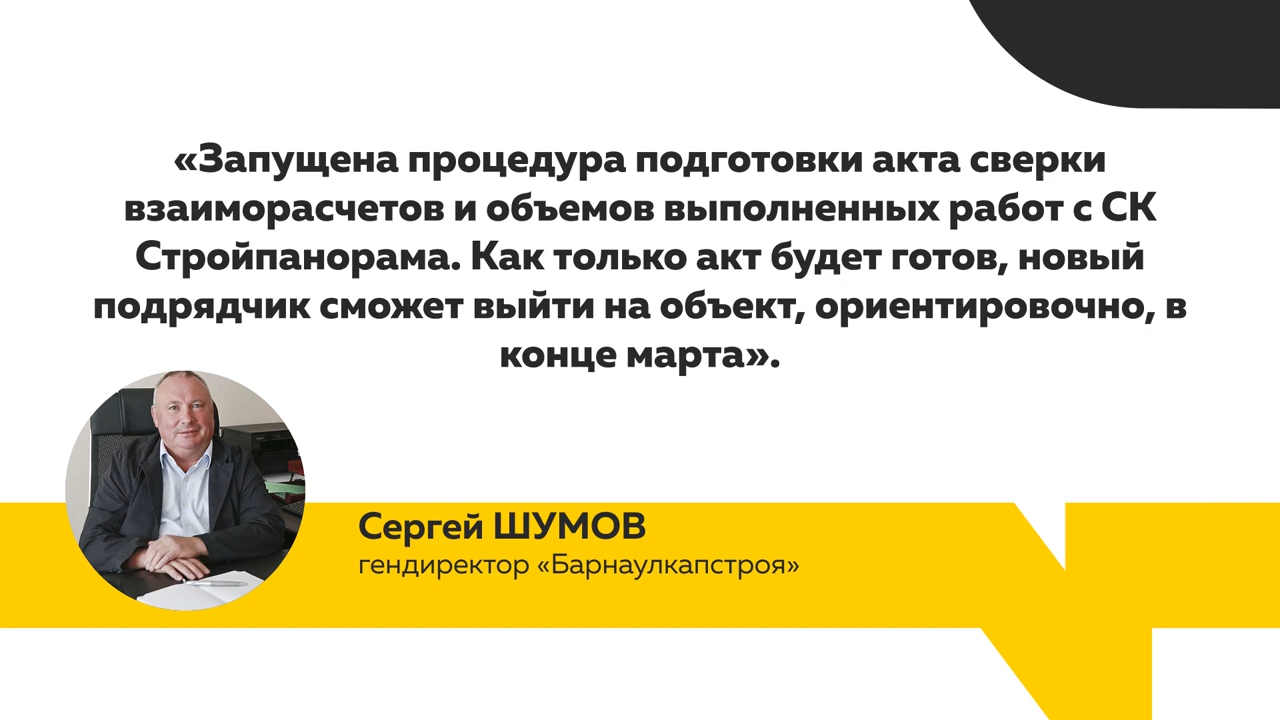 «Запущена процедура подготовки акта сверки
взаиморасчетов и объемов выполненных работ с СК
Стройпанорама. Как только акт будет готов, новый
подрядчик сможет выйти на объект, ориентировочно, в
конце марта».
Сергей ШУМОВ
гендиректор «Барнаулкапстроя»